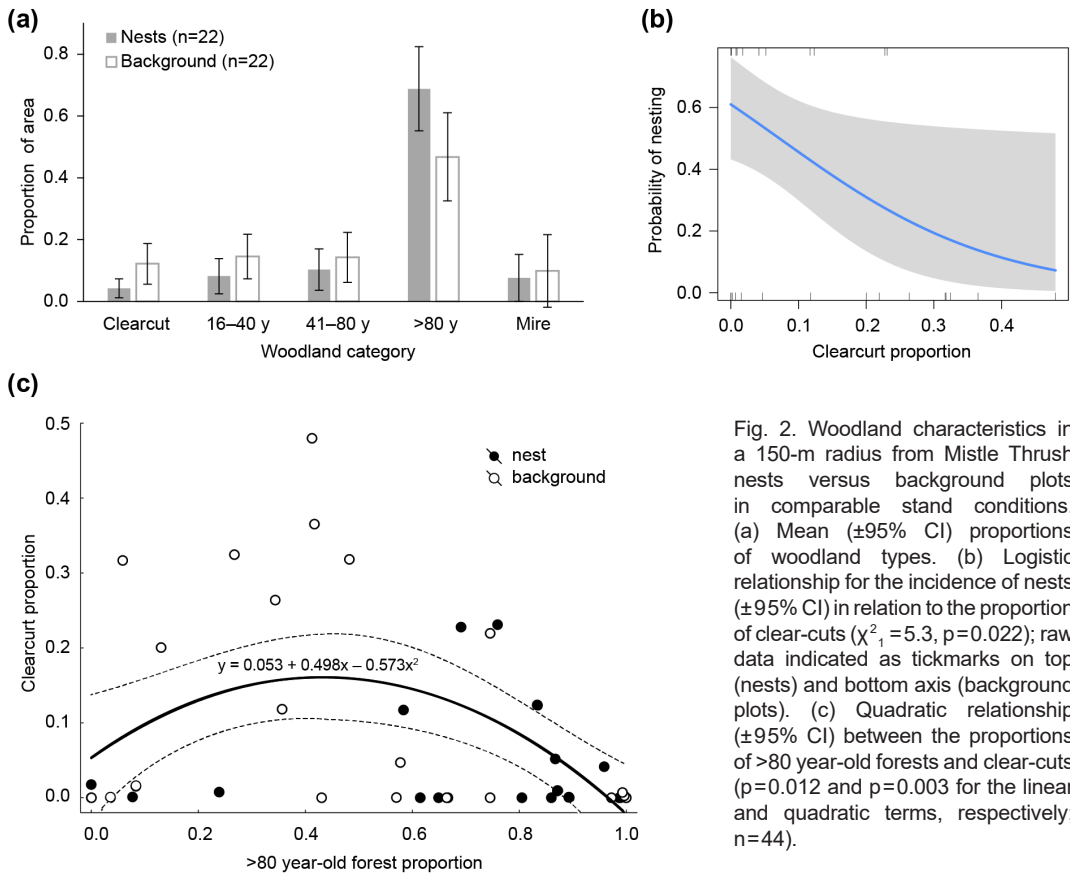 (a)
Nests (n=22)
Background (n=22)
Proportion of area
0.8
0.6
0.4
0.2
0.0
Clearcut 16–40 y 41–80 y >80 y Mire
Woodland category
(b)
Probability of nesting
0.6
0.4
0.2
0.0
0.0 0.1 0.2 0.3 0.4
Clearcurt proportion
(c)
Clearcurt proportion
0.5
0.4
0.3
0.2
0.1
0.0
nest
background
y = 0.053 + 0.498x – 0.573x²
0.0 0.2 0.4 0.6 0.8 1.0
>80 year-old forest proportion
Fig. 2. Woodland characteristics in
a 150-m radius from Mistle Thrush
nests versus background plots
in comparable stand conditions.
(a) Mean (±95% CI) proportions
of woodland types. (b) Logistic
relationship for the incidence of nests
(±95% CI) in relation to the proportion
of clear-cuts (χ²₁ =5.3, p=0.022); raw
data indicated as tickmarks on top
(nests) and bottom axis (background
plots). (c) Quadratic relationship
(±95% CI) between the proportions
of >80 year-old forests and clear-cuts
(p=0.012 and p=0.003 for the linear
and quadratic terms, respectively;
n=44).